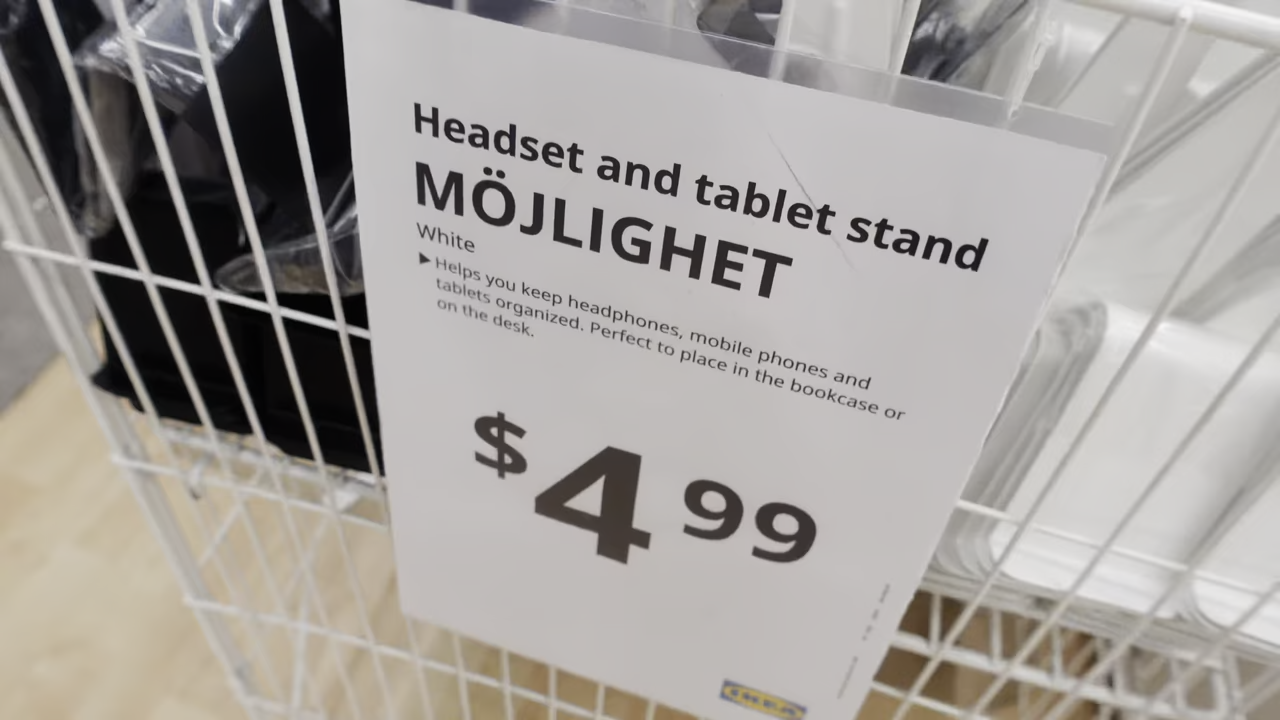 Headset and tablet stand
MÖJLIGHET
White
▶ Helps you keep headphones, mobile phones and
tablets organized. Perfect to place in the bookcase or
on the desk.
$4 99
IKEA